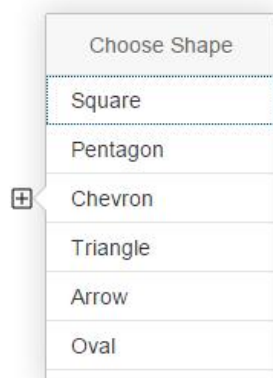 Choose Shape
Square
Pentagon
Chevron
Triangle
Arrow
Oval